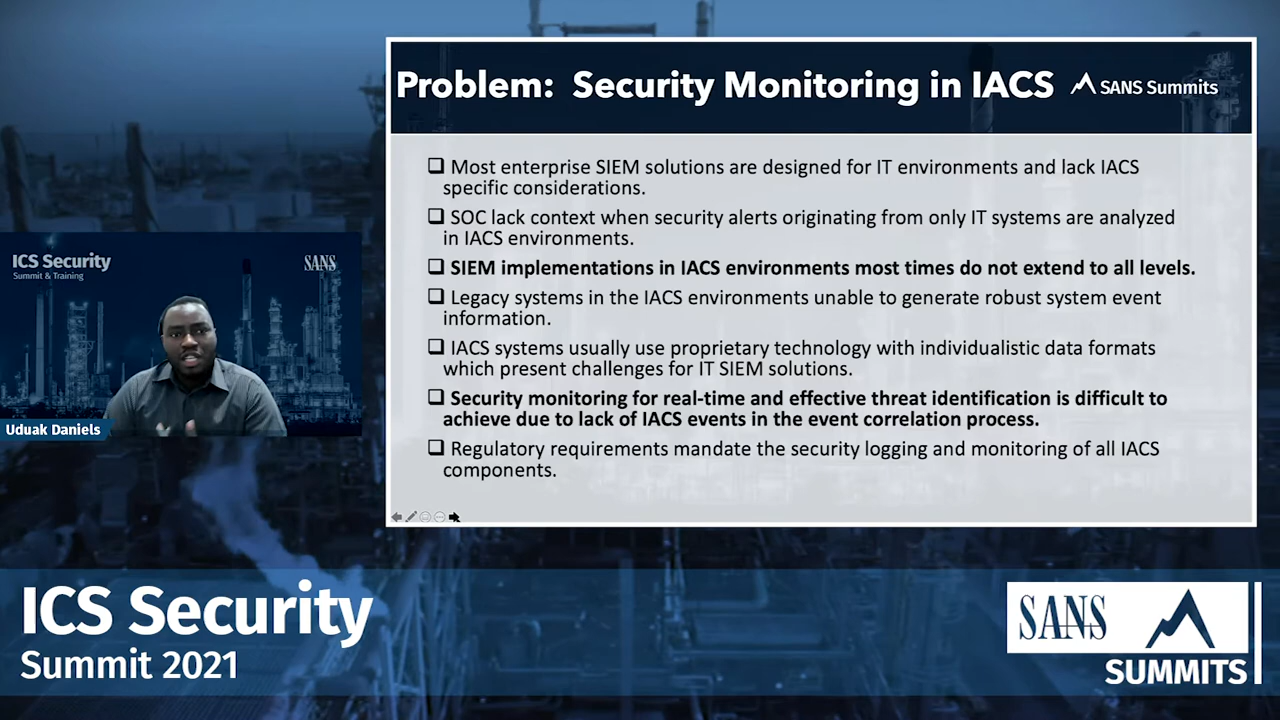 Problem: Security Monitoring in IACS
SANS Summits
❑ Most enterprise SIEM solutions are designed for IT environments and lack IACS
specific considerations.
❑ SOC lack context when security alerts originating from only IT systems are analyzed
in IACS environments.
❑ SIEM implementations in IACS environments most times do not extend to all levels.
❑ Legacy systems in the IACS environments unable to generate robust system event
information.
❑ IACS systems usually use proprietary technology with individualistic data formats
which present challenges for IT SIEM solutions.
❑ Security monitoring for real-time and effective threat identification is difficult to
achieve due to lack of IACS events in the event correlation process.
❑ Regulatory requirements mandate the security logging and monitoring of all IACS
components.
ICS Security
Summit & Training
SANS
Uduak Daniels
ICS Security
Summit 2021
SANS
SUMMITS